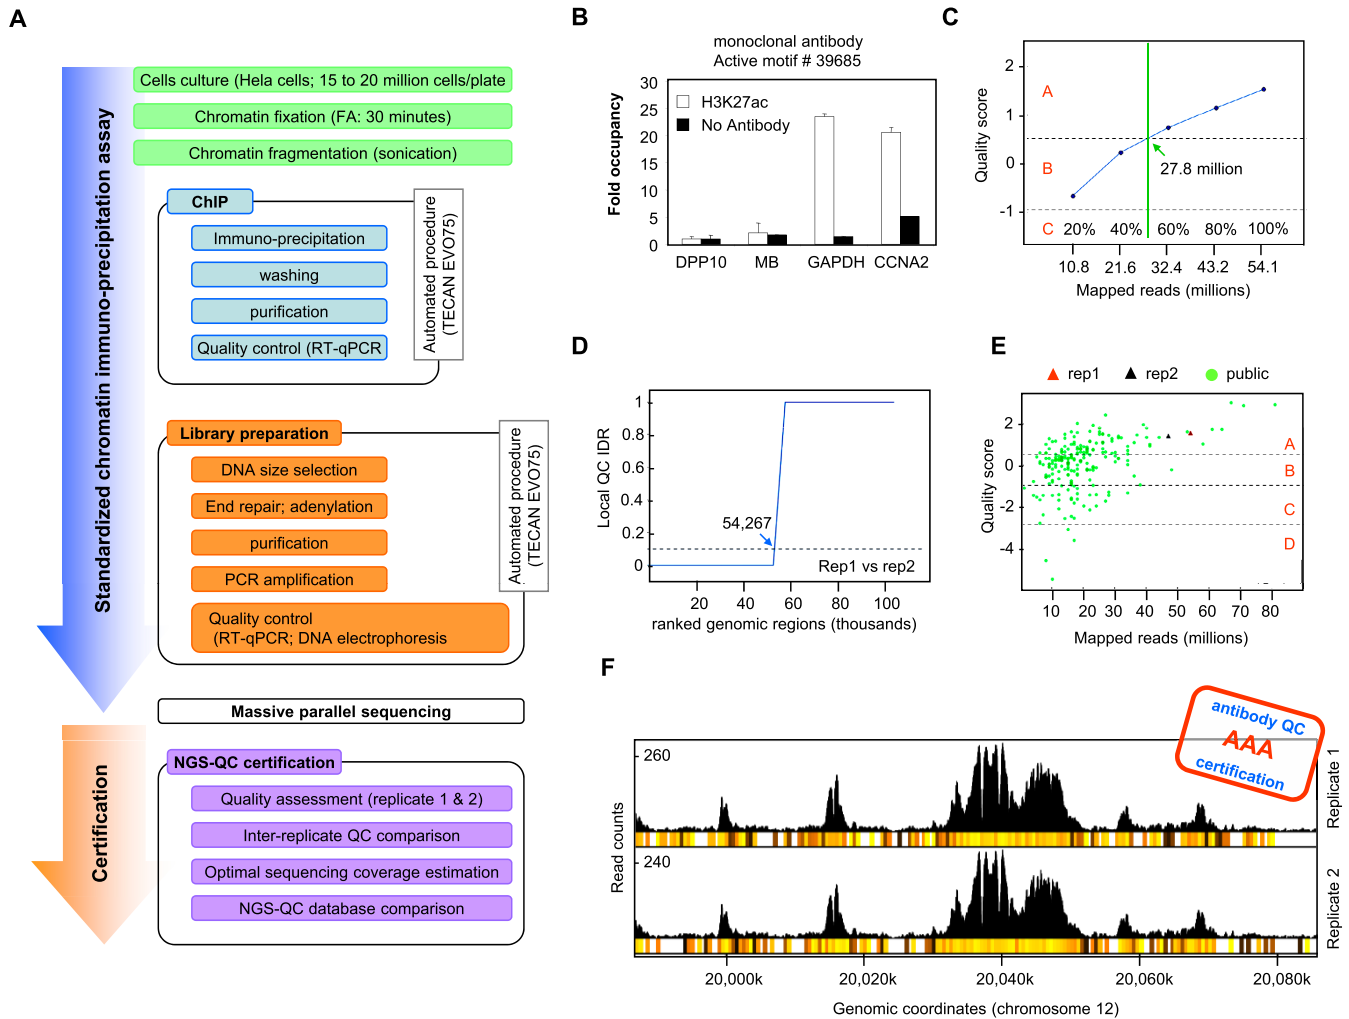 A
Standardized chromatin immuno-precipitation assay
Cells culture (Hela cells; 15 to 20 million cells/plate
Chromatin fixation (FA: 30 minutes)
Chromatin fragmentation (sonication)
ChIP
Immuno-precipitation
washing
purification
Quality control (RT-qPCR
Automated procedure
(TECAN EVO75)
Library preparation
DNA size selection
End repair; adenylation
purification
PCR amplification
Quality control
(RT-qPCR; DNA electrophoresis
Automated procedure
(TECAN EVO75)
Massive parallel sequencing
Certification
NGS-QC certification
Quality assessment (replicate 1 & 2)
Inter-replicate QC comparison
Optimal sequencing coverage estimation
NGS-QC database comparison
B
monoclonal antibody
Active motif # 39685
Fold occupancy
30
25
20
15
10
5
0
H3K27ac
No Antibody
DPP10 MB GAPDH CCNA2
C
Quality score
2
1
0
-1
A
B
C
27.8 million
20% 40% 60% 80% 100%
10.8 21.6 32.4 43.2 54.1
Mapped reads (millions)
D
Local QC IDR
1
0.8
0.6
0.4
0.2
0
54,267
Rep1 vs rep2
20 40 60 80 100
ranked genomic regions (thousands)
E
rep1 rep2 public
Quality score
2
0
-2
-4
A
B
C
D
10 20 30 40 50 60 70 80
Mapped reads (millions)
F
antibody QC
AAA
certification
Read counts
260
Replicate 1
240
Replicate 2
20,000k 20,020k 20,040k 20,060k 20,080k
Genomic coordinates (chromosome 12)